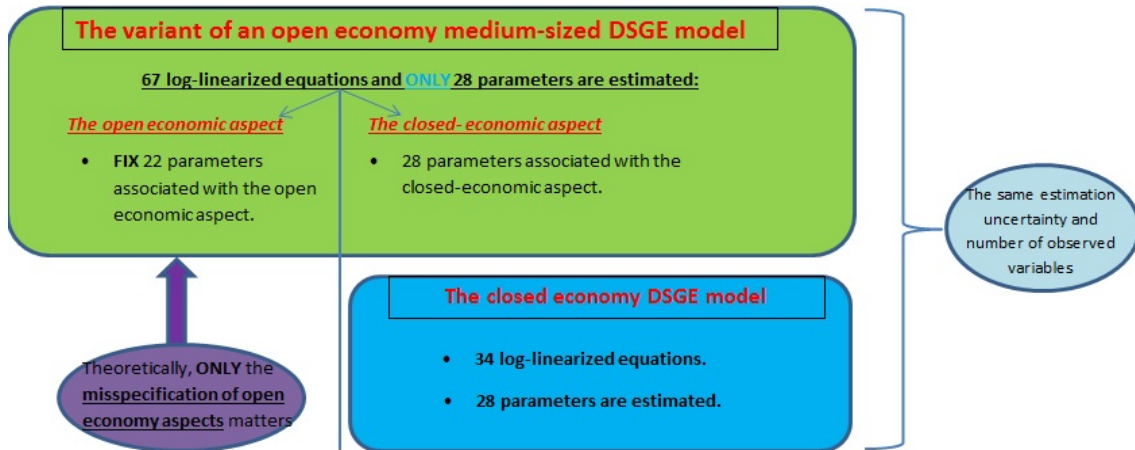 The variant of an open economy medium-sized DSGE model
67 log-linearized equations and ONLY 28 parameters are estimated:
The open economic aspect
• FIX 22 parameters
associated with the open
economic aspect.
The closed- economic aspect
• 28 parameters associated with the
closed-economic aspect.
The same estimation
uncertainty and
number of observed
variables
The closed economy DSGE model
• 34 log-linearized equations.
• 28 parameters are estimated.
Theoretically, ONLY the
misspecification of open
economy aspects matters